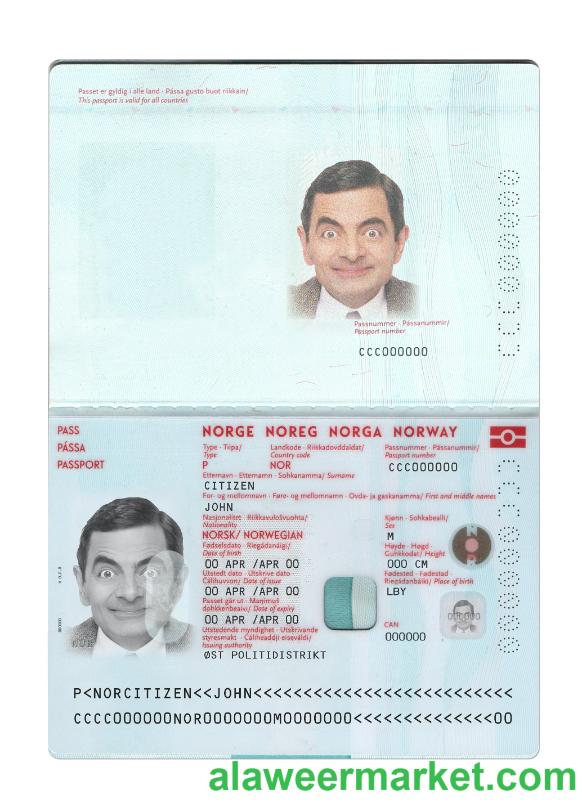 Passet er gyldig i alle land · Pássa gusto buot riikkain/
This passport is valid for all countries
Passnummer · Pássanummir/
Passport number
CCC000000
PASS
PÁSSA
PASSPORT
NORGE NOREG NORGA NORWAY
Type · Tiipa/
Type
P
Landkode · Riikkadovddaldat/
Country code
NOR
Passnummer · Pássanummir/
Passport number
CCC000000
Etternavn · Etternamn · Sohkanamma/ Surname
CITIZEN
For- og mellomnavn · Føre- og mellomnamn · Ovda- ja gaskanamma/ First and middle names
JOHN
Nasjonalitet · Riikkavulošvuohta/
Nationality
NORSK/ NORWEGIAN
Kjønn · Sohkabealli/
Sex
M
Fødselsdato · Riegádanáigi/
Date of birth
00 APR /APR 00
Høyde · Høgd ·
Guhkkodat/ Height
000 CM
Utstedt dato · Utskrive dato ·
Čálihuvvon/ Date of issue
00 APR /APR 00
Fødested · Fødestad ·
Riegádanbáiki/ Place of birth
LBY
Passet går ut · Manimuš
dohkkenbeaivi/ Date of expiry
00 APR /APR 00
CAN
000000
Utstedende myndighet · Utskrivande
styresmakt · Čálihaddji eiseváldi/
Issuing authority
ØST POLITIDISTRIKT
P<NORCITIZEN<<JOHN<<<<<<<<<<<<<<<<<<<<<<<<<<
CCCC000000NOR0000000M0000000<<<<<<<<<<<<<<00
alaweermarket.com